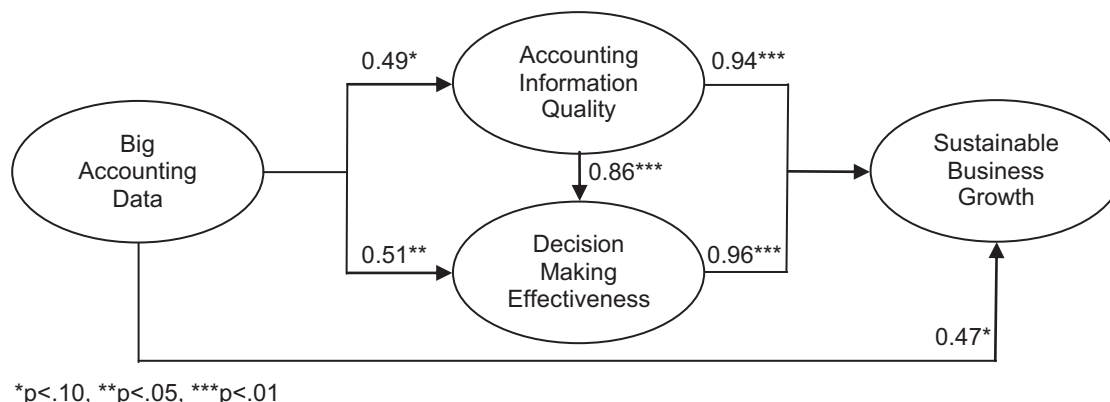 0.49*
Accounting
Information
Quality
0.94***
Big
Accounting
Data
0.86***
Sustainable
Business
Growth
0.51**
Decision
Making
Effectiveness
0.96***
0.47*
*p<.10, **p<.05, ***p<.01